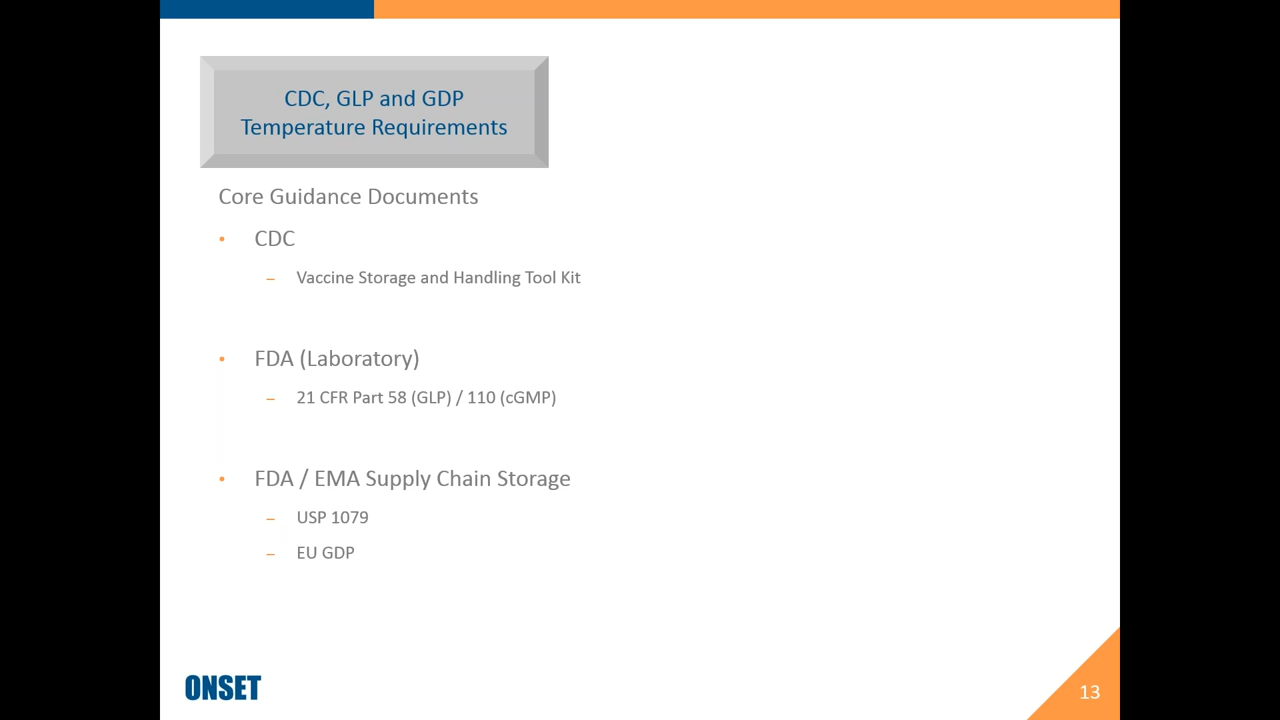 CDC, GLP and GDP
Temperature Requirements
Core Guidance Documents
• CDC
– Vaccine Storage and Handling Tool Kit
• FDA (Laboratory)
– 21 CFR Part 58 (GLP) / 110 (cGMP)
• FDA / EMA Supply Chain Storage
– USP 1079
– EU GDP
ONSET
13